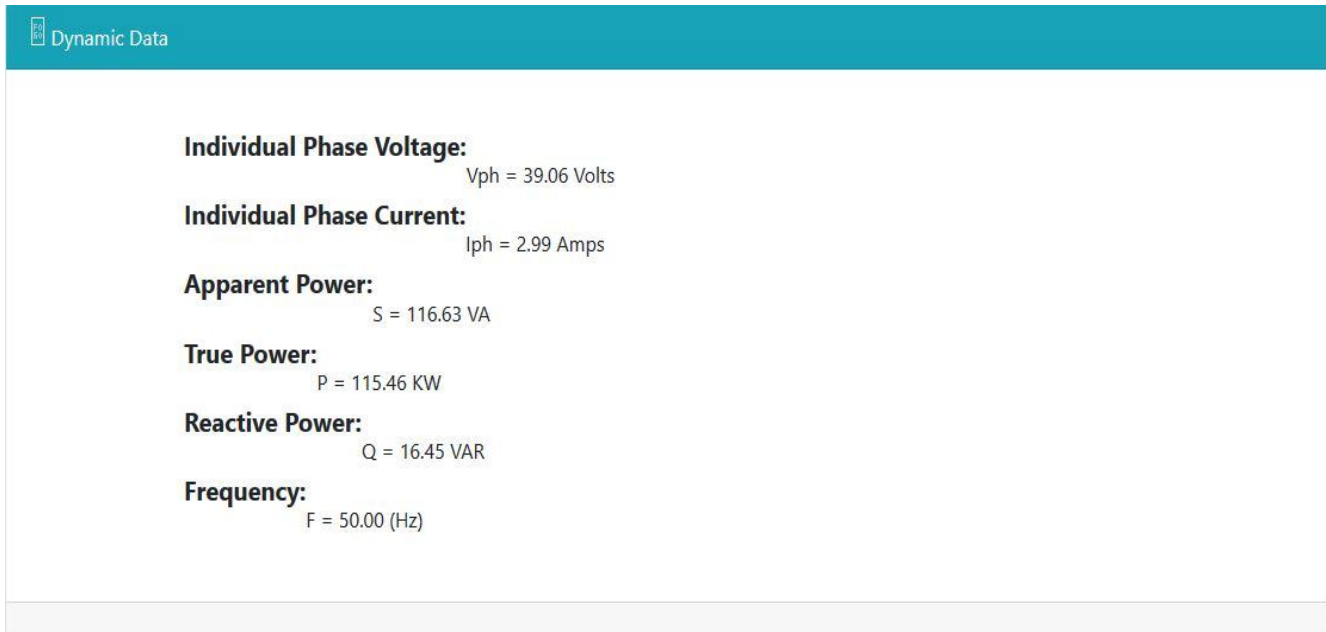 Dynamic Data
Individual Phase Voltage:
Vph = 39.06 Volts
Individual Phase Current:
Iph = 2.99 Amps
Apparent Power:
S = 116.63 VA
True Power:
P = 115.46 KW
Reactive Power:
Q = 16.45 VAR
Frequency:
F = 50.00 (Hz)